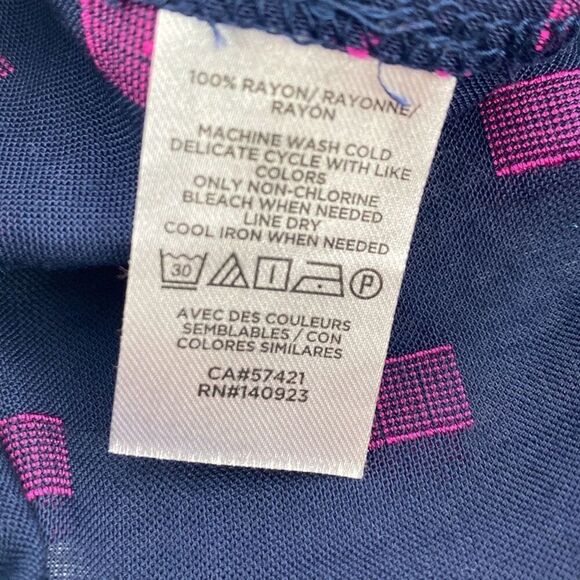 100% RAYON/ RAYONNE/
RAYÓN
MACHINE WASH COLD
DELICATE CYCLE WITH LIKE
COLORS
ONLY NON-CHLORINE
BLEACH WHEN NEEDED
LINE DRY
COOL IRON WHEN NEEDED
30 P
AVEC DES COULEURS
SEMBLABLES / CON
COLORES SIMILARES
CA#57421
RN#140923